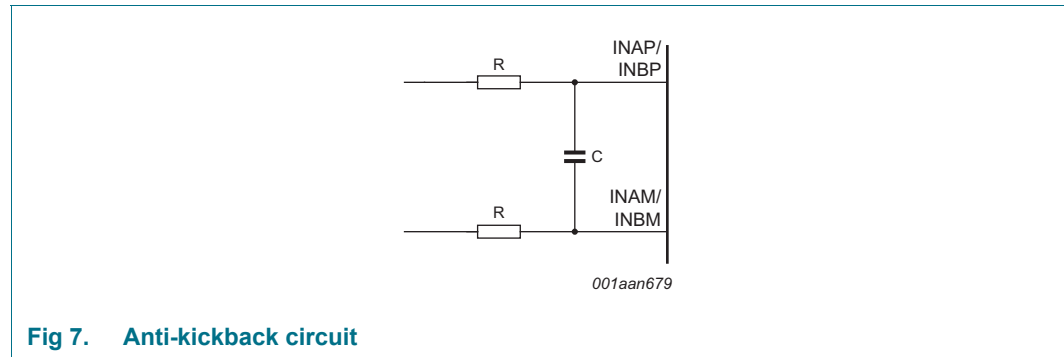 INAP/
INBP
R
C
INAM/
INBM
R
001aan679
Fig 7. Anti-kickback circuit